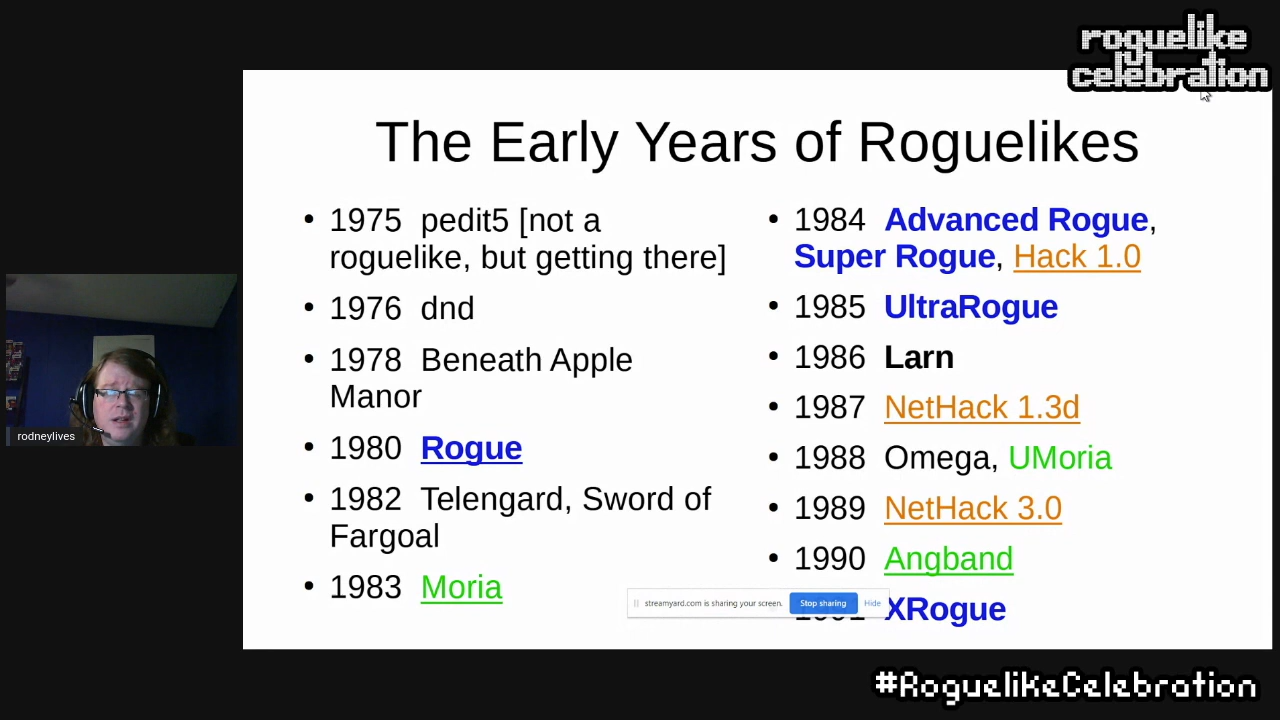 roguelike
celebration
The Early Years of Roguelikes
• 1975 pedit5 [not a
roguelike, but getting there]
• 1976 dnd
• 1978 Beneath Apple
Manor
• 1980 Rogue
• 1982 Telengard, Sword of
Fargoal
• 1983 Moria
• 1984 Advanced Rogue,
Super Rogue, Hack 1.0
• 1985 UltraRogue
• 1986 Larn
• 1987 NetHack 1.3d
• 1988 Omega, UMoria
• 1989 NetHack 3.0
• 1990 Angband
XRogue
streamyard.com is sharing your screen. Stop sharing Hide
rodneylives
#RoguelikeCelebration